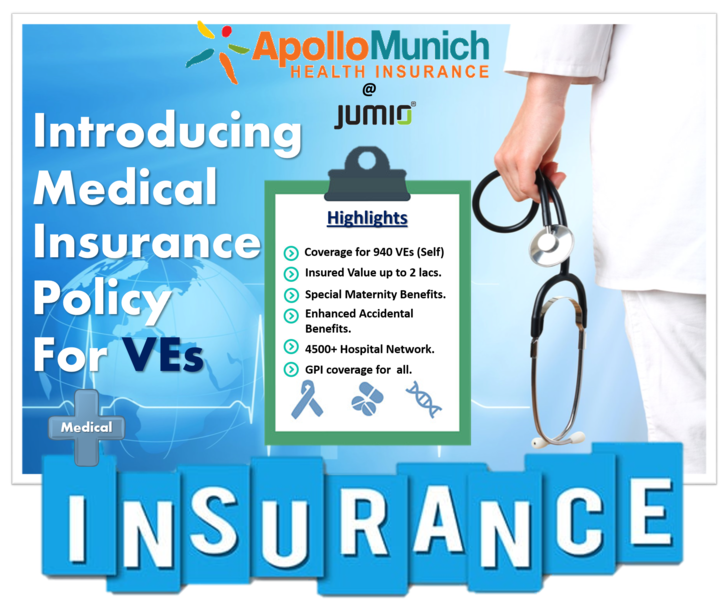 ApolloMunich
HEALTH INSURANCE
@
JUMIO®
Introducing
Medical
Insurance
Policy
For VEs
Highlights
Coverage for 940 VEs (Self)
Insured Value up to 2 lacs.
Special Maternity Benefits.
Enhanced Accidental
Benefits.
4500+ Hospital Network.
GPI coverage for all.
Medical
INSURANCE